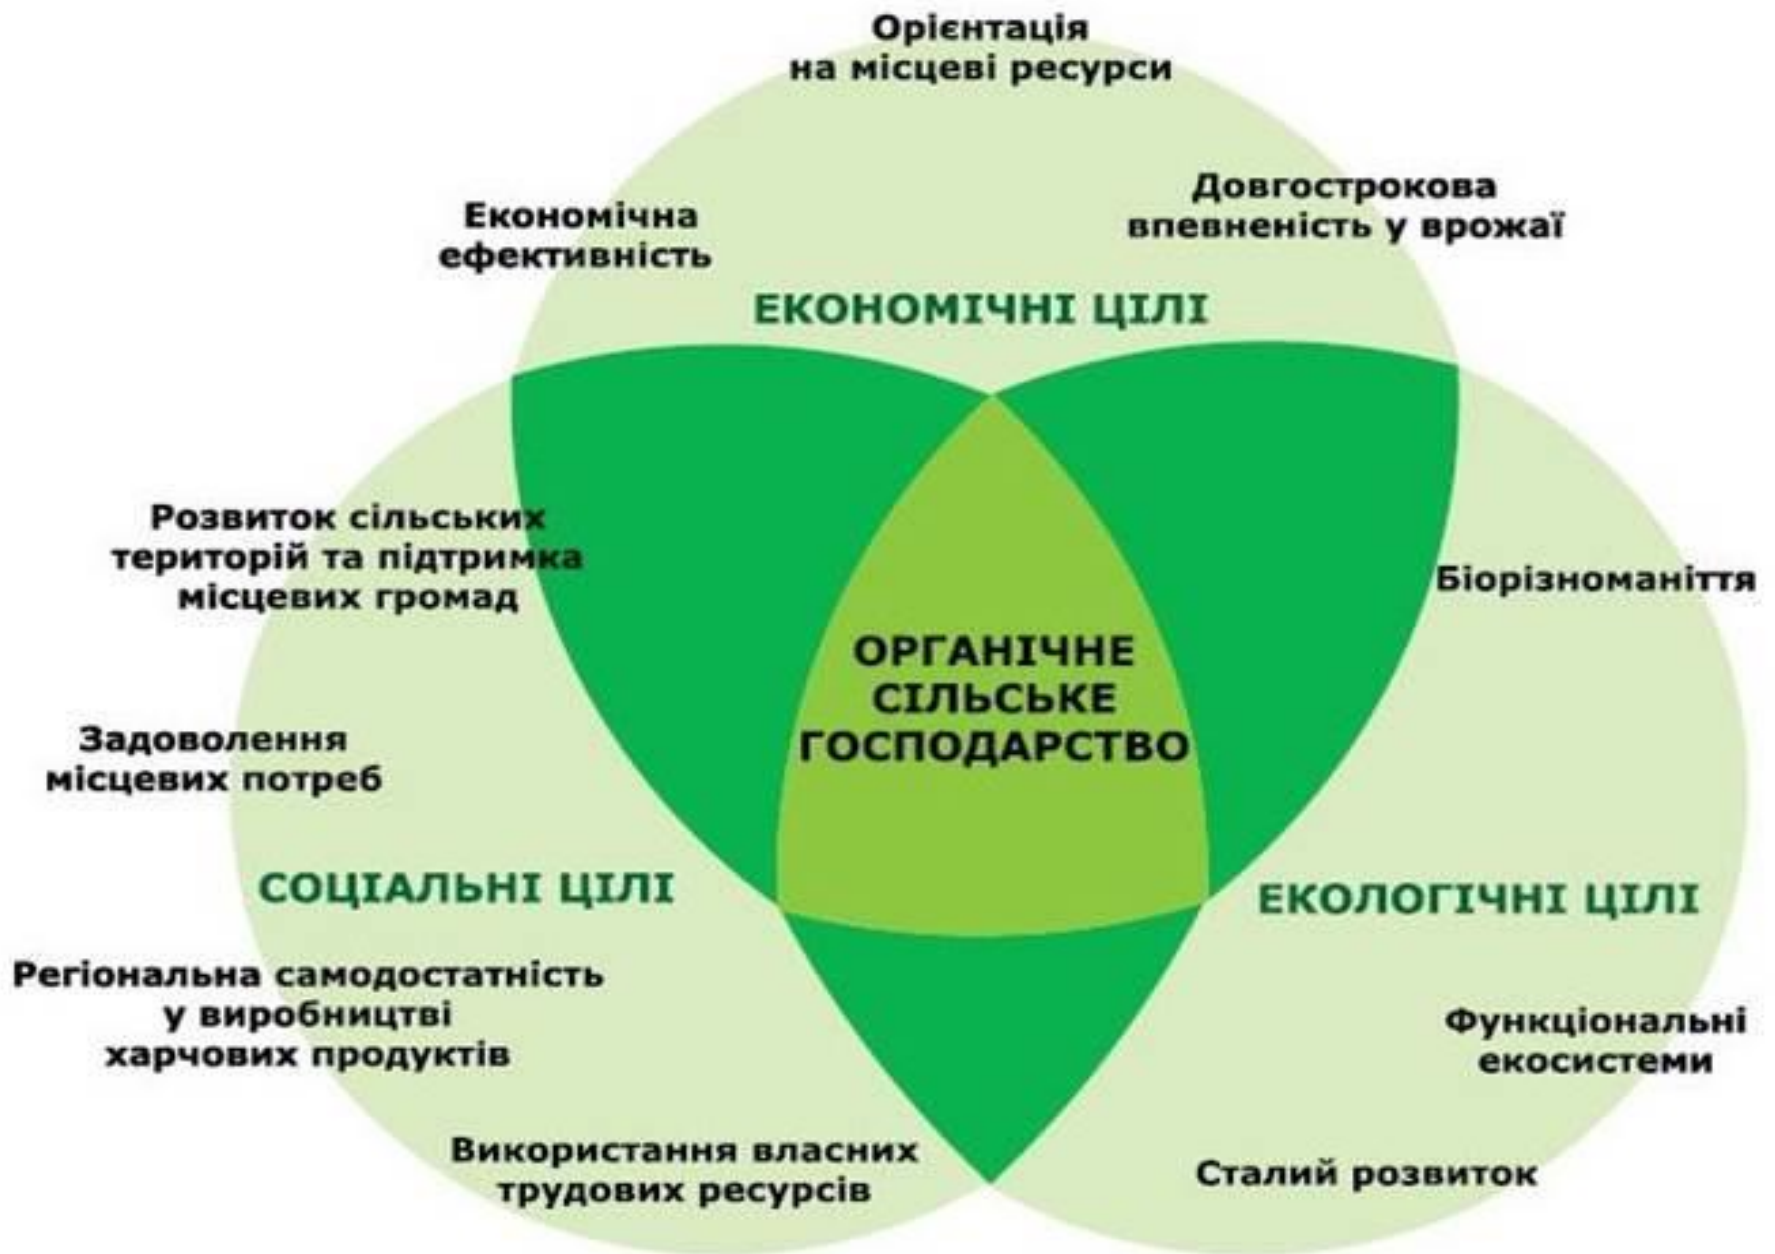 Орієнтація
на місцеві ресурси
Довгострокова
впевненість у врожаї
Економічна
ефективність
ЕКОНОМІЧНІ ЦІЛІ
Розвиток сільських
територій та підтримка
місцевих громад
Біорізноманіття
ОРГАНІЧНЕ
СІЛЬСЬКЕ
ГОСПОДАРСТВО
Задоволення
місцевих потреб
СОЦІАЛЬНІ ЦІЛІ
ЕКОЛОГІЧНІ ЦІЛІ
Регіональна самодостатність
у виробництві
харчових продуктів
Функціональні
екосистеми
Використання власних
трудових ресурсів
Сталий розвиток